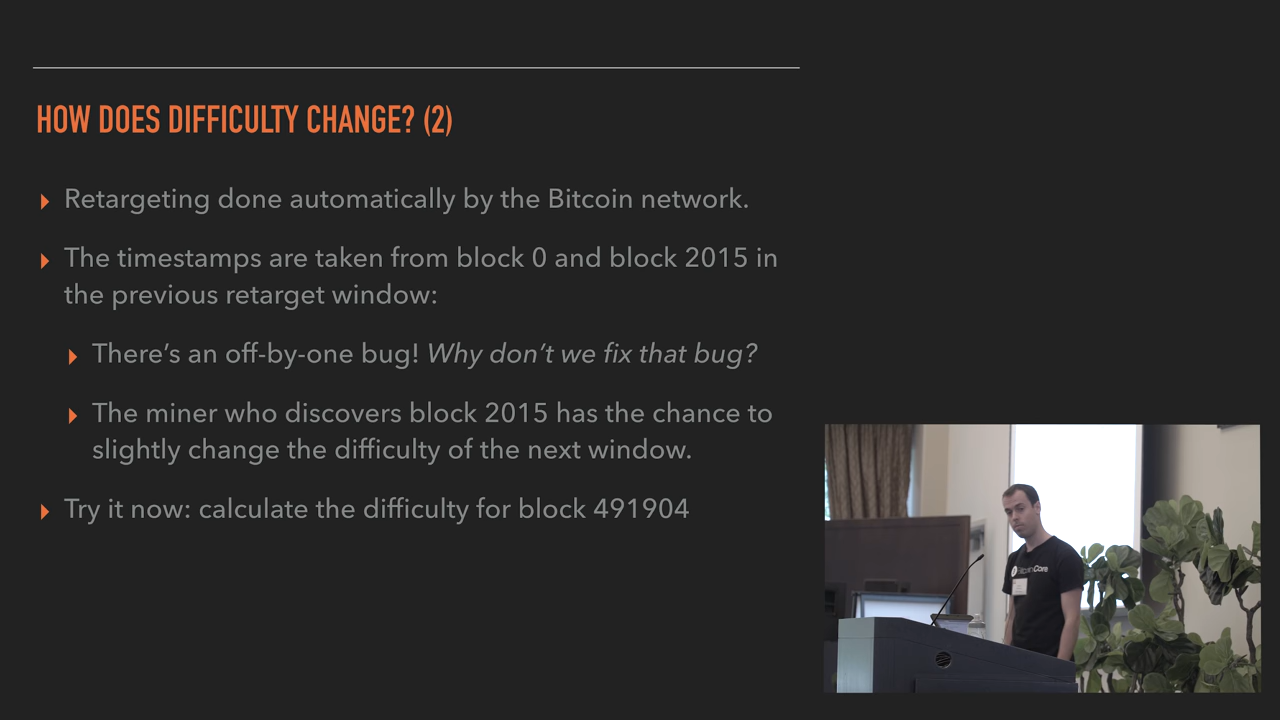 HOW DOES DIFFICULTY CHANGE? (2)
Retargeting done automatically by the Bitcoin network.
The timestamps are taken from block 0 and block 2015 in
the previous retarget window:
There's an off-by-one bug! Why don't we fix that bug?
The miner who discovers block 2015 has the chance to
slightly change the difficulty of the next window.
Try it now: calculate the difficulty for block 491904
BitcoinCore